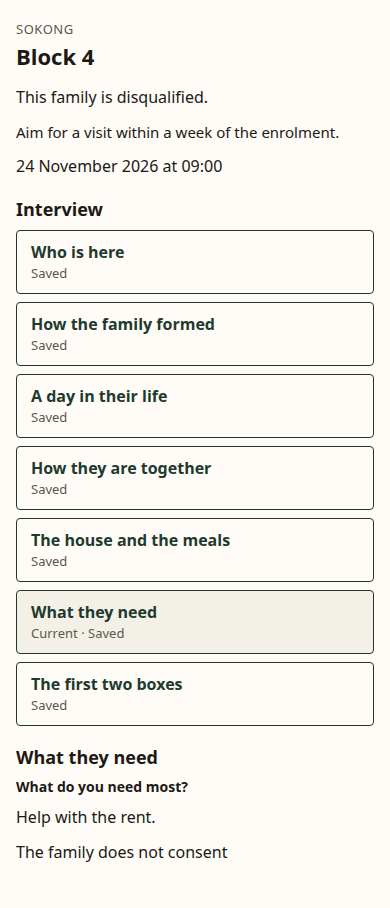 SOKONG
Block 4
This family is disqualified.
Aim for a visit within a week of the enrolment.
24 November 2026 at 09:00
Interview
Who is here
Saved
How the family formed
Saved
A day in their life
Saved
How they are together
Saved
The house and the meals
Saved
What they need
Current · Saved
The first two boxes
Saved
What they need
What do you need most?
Help with the rent.
The family does not consent